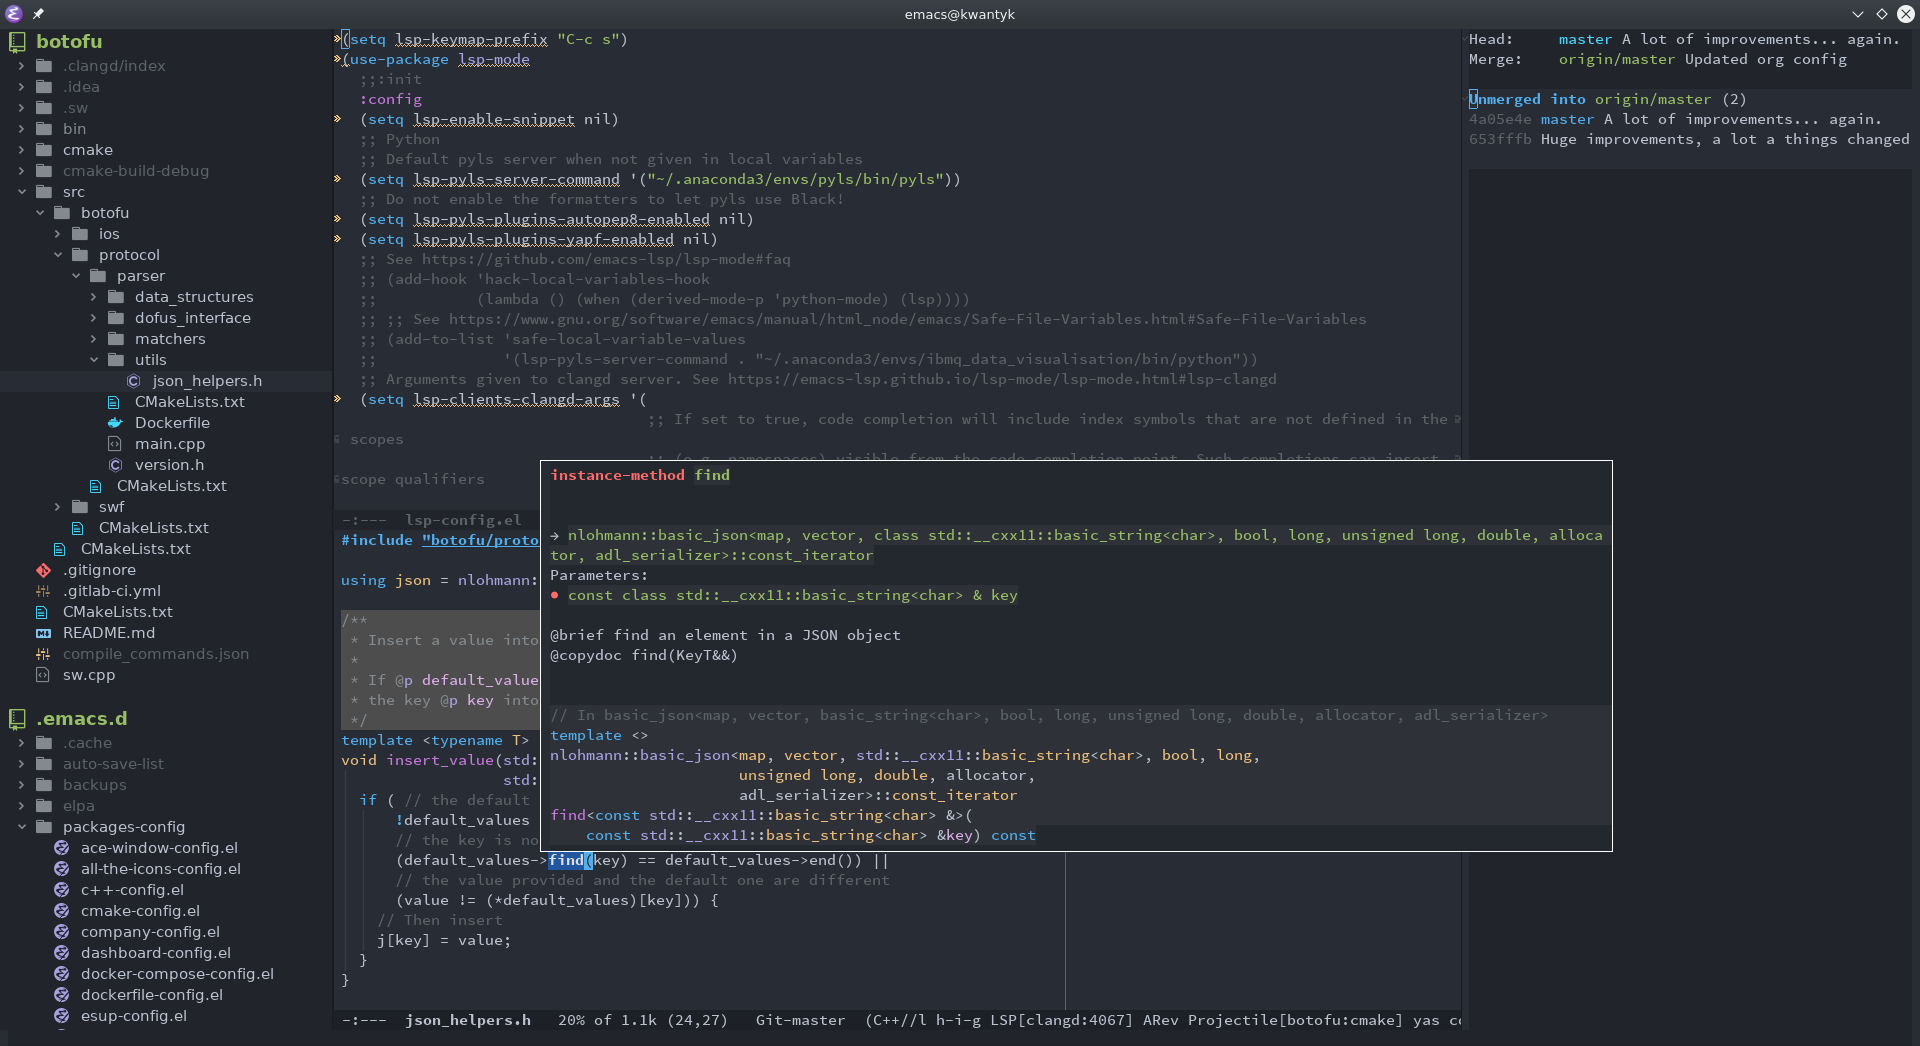 emacs@kwantyk
botofu
.clangd/index
.idea
.sw
bin
cmake
cmake-build-debug
src
botofu
ios
protocol
parser
data_structures
dofus_interface
matchers
utils
json_helpers.h
CMakeLists.txt
Dockerfile
main.cpp
version.h
CMakeLists.txt
swf
CMakeLists.txt
CMakeLists.txt
.gitignore
.gitlab-ci.yml
CMakeLists.txt
README.md
compile_commands.json
sw.cpp
.emacs.d
.cache
auto-save-list
backups
elpa
packages-config
ace-window-config.el
all-the-icons-config.el
c++-config.el
cmake-config.el
company-config.el
dashboard-config.el
docker-compose-config.el
dockerfile-config.el
esup-config.el
(setq lsp-keymap-prefix "C-c s")
(use-package lsp-mode
;;:init
:config
(setq lsp-enable-snippet nil)
;; Python
;; Default pyls server when not given in local variables
(setq lsp-pyls-server-command '("~/.anaconda3/envs/pyls/bin/pyls"))
;; Do not enable the formatters to let pyls use Black!
(setq lsp-pyls-plugins-autopep8-enabled nil)
(setq lsp-pyls-plugins-yapf-enabled nil)
;; See https://github.com/emacs-lsp/lsp-mode#faq
;; (add-hook 'hack-local-variables-hook
;;           (lambda () (when (derived-mode-p 'python-mode) (lsp))))
;; ;; See https://www.gnu.org/software/emacs/manual/html_node/emacs/Safe-File-Variables.html#Safe-File-Variables
;; (add-to-list 'safe-local-variable-values
;;              '(lsp-pyls-server-command . "~/.anaconda3/envs/ibmq_data_visualisation/bin/python"))
;; Arguments given to clangd server. See https://emacs-lsp.github.io/lsp-mode/lsp-mode.html#lsp-clangd
(setq lsp-clients-clangd-args '(
;; If set to true, code completion will include index symbols that are not defined in the
scopes
;; (e.g. namespaces) visible from the code completion point. Such completions can insert
scope qualifiers
-:---  lsp-config.el
#include "botofu/proto
using json = nlohmann:
/**
* Insert a value into
*
* If @p default_value
* the key @p key into
*/
template <typename T>
void insert_value(std:
std:
if ( // the default
!default_values
// the key is no
(default_values->find(key) == default_values->end()) ||
// the value provided and the default one are different
(value != (*default_values)[key])) {
// Then insert
j[key] = value;
}
}
-:---  json_helpers.h   20% of 1.1k (24,27)   Git-master  (C++//l h-i-g LSP[clangd:4067] ARev Projectile[botofu:cmake] yas co
instance-method find
→ nlohmann::basic_json<map, vector, class std::__cxx11::basic_string<char>, bool, long, unsigned long, double, alloca
tor, adl_serializer>::const_iterator
Parameters:
● const class std::__cxx11::basic_string<char> & key
@brief find an element in a JSON object
@copydoc find(KeyT&&)
// In basic_json<map, vector, basic_string<char>, bool, long, unsigned long, double, allocator, adl_serializer>
template <>
nlohmann::basic_json<map, vector, std::__cxx11::basic_string<char>, bool, long,
unsigned long, double, allocator,
adl_serializer>::const_iterator
find<const std::__cxx11::basic_string<char> &>(
const std::__cxx11::basic_string<char> &key) const
Head:     master A lot of improvements... again.
Merge:    origin/master Updated org config
Unmerged into origin/master (2)
4a05e4e master A lot of improvements... again.
653fffb Huge improvements, a lot a things changed